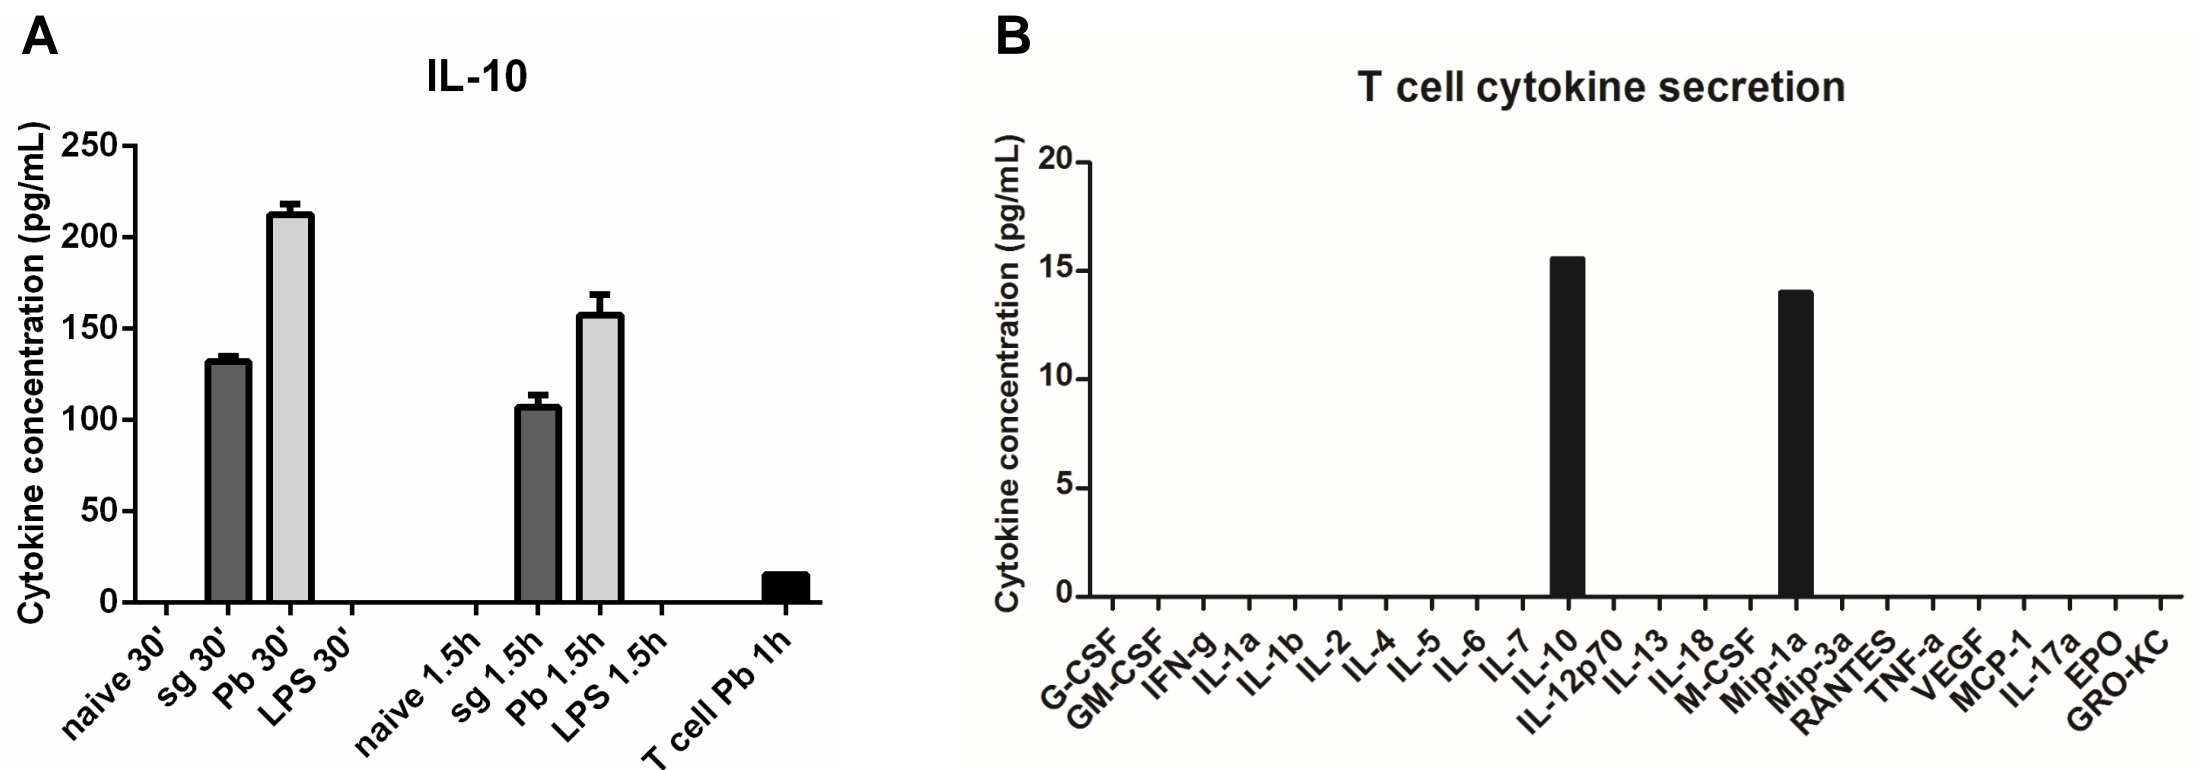 A
IL-10
Cytokine concentration (pg/mL)
250
200
150
100
50
0
naive 30'
sg 30'
Pb 30'
LPS 30'
naive 1.5h
sg 1.5h
Pb 1.5h
LPS 1.5h
T cell Pb 1h
B
T cell cytokine secretion
Cytokine concentration (pg/mL)
20
15
10
5
0
G-CSF
GM-CSF
IFN-g
IL-1a
IL-1b
IL-2
IL-4
IL-5
IL-6
IL-7
IL-10
IL-12p70
IL-13
IL-18
M-CSF
Mip-1a
Mip-3a
RANTES
TNF-a
VEGF
MCP-1
IL-17a
EPO
GRO-KC